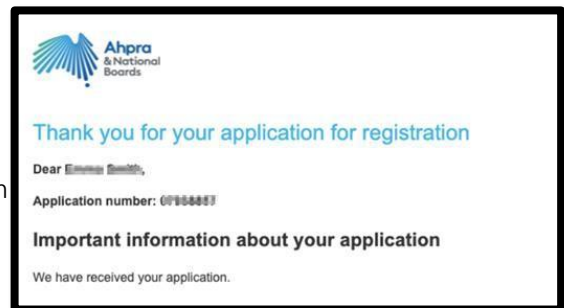 Ahpra
& National
Boards
Thank you for your application for registration
Dear
n
Application number:
Important information about your application
We have received your application.